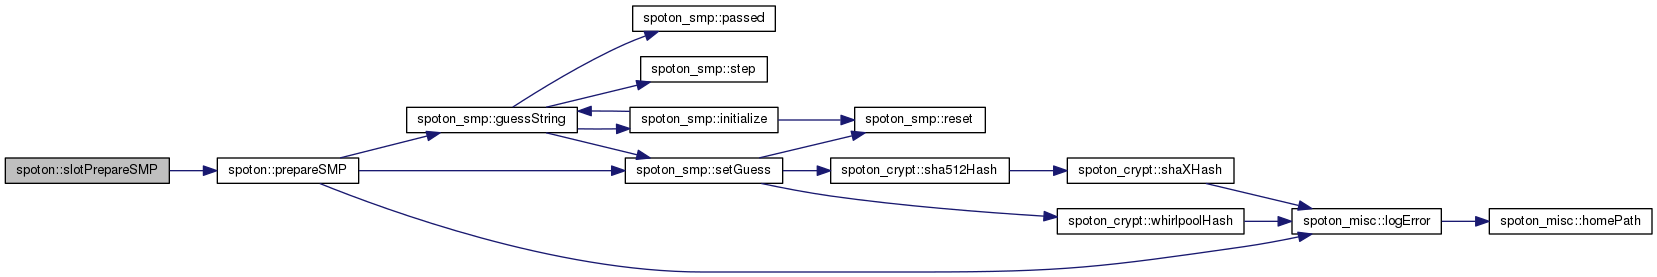 spoton_smp::passed
spoton_smp::step
spoton_smp::guessString
spoton_smp::initialize
spoton_smp::reset
spoton::slotPrepareSMP
spoton::prepareSMP
spoton_smp::setGuess
spoton_crypt::sha512Hash
spoton_crypt::shaXHash
spoton_crypt::whirlpoolHash
spoton_misc::logError
spoton_misc::homePath